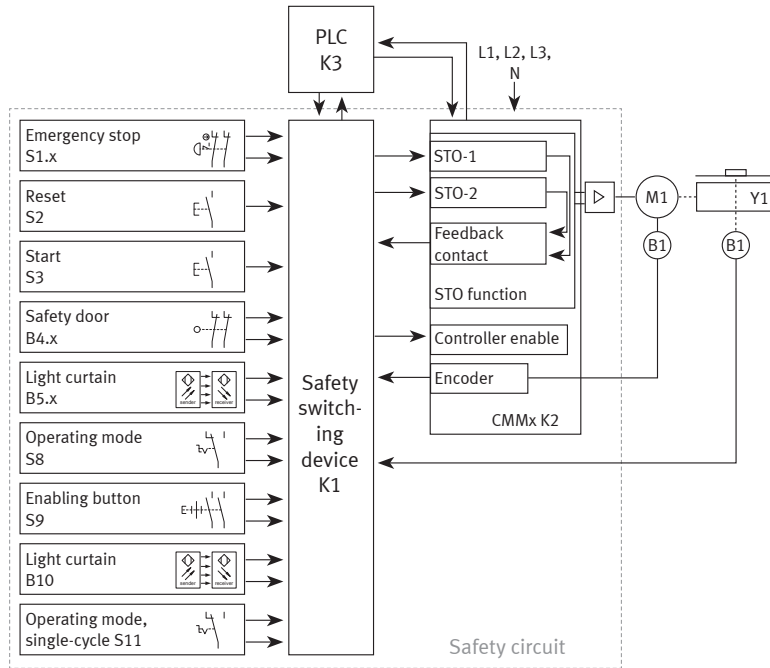 PLC
K3
L1, L2, L3,
N
Emergency stop
S1.x
Reset
S2
Start
S3
Safety door
B4.x
Light curtain
B5.x
sender
receiver
Operating mode
S8
Enabling button
S9
Light curtain
B10
sender
receiver
Operating mode,
single-cycle S11
Safety
switch-
ing
device
K1
STO-1
STO-2
Feedback
contact
STO function
Controller enable
Encoder
CMMx K2
M1
Y1
B1
B1
Safety circuit